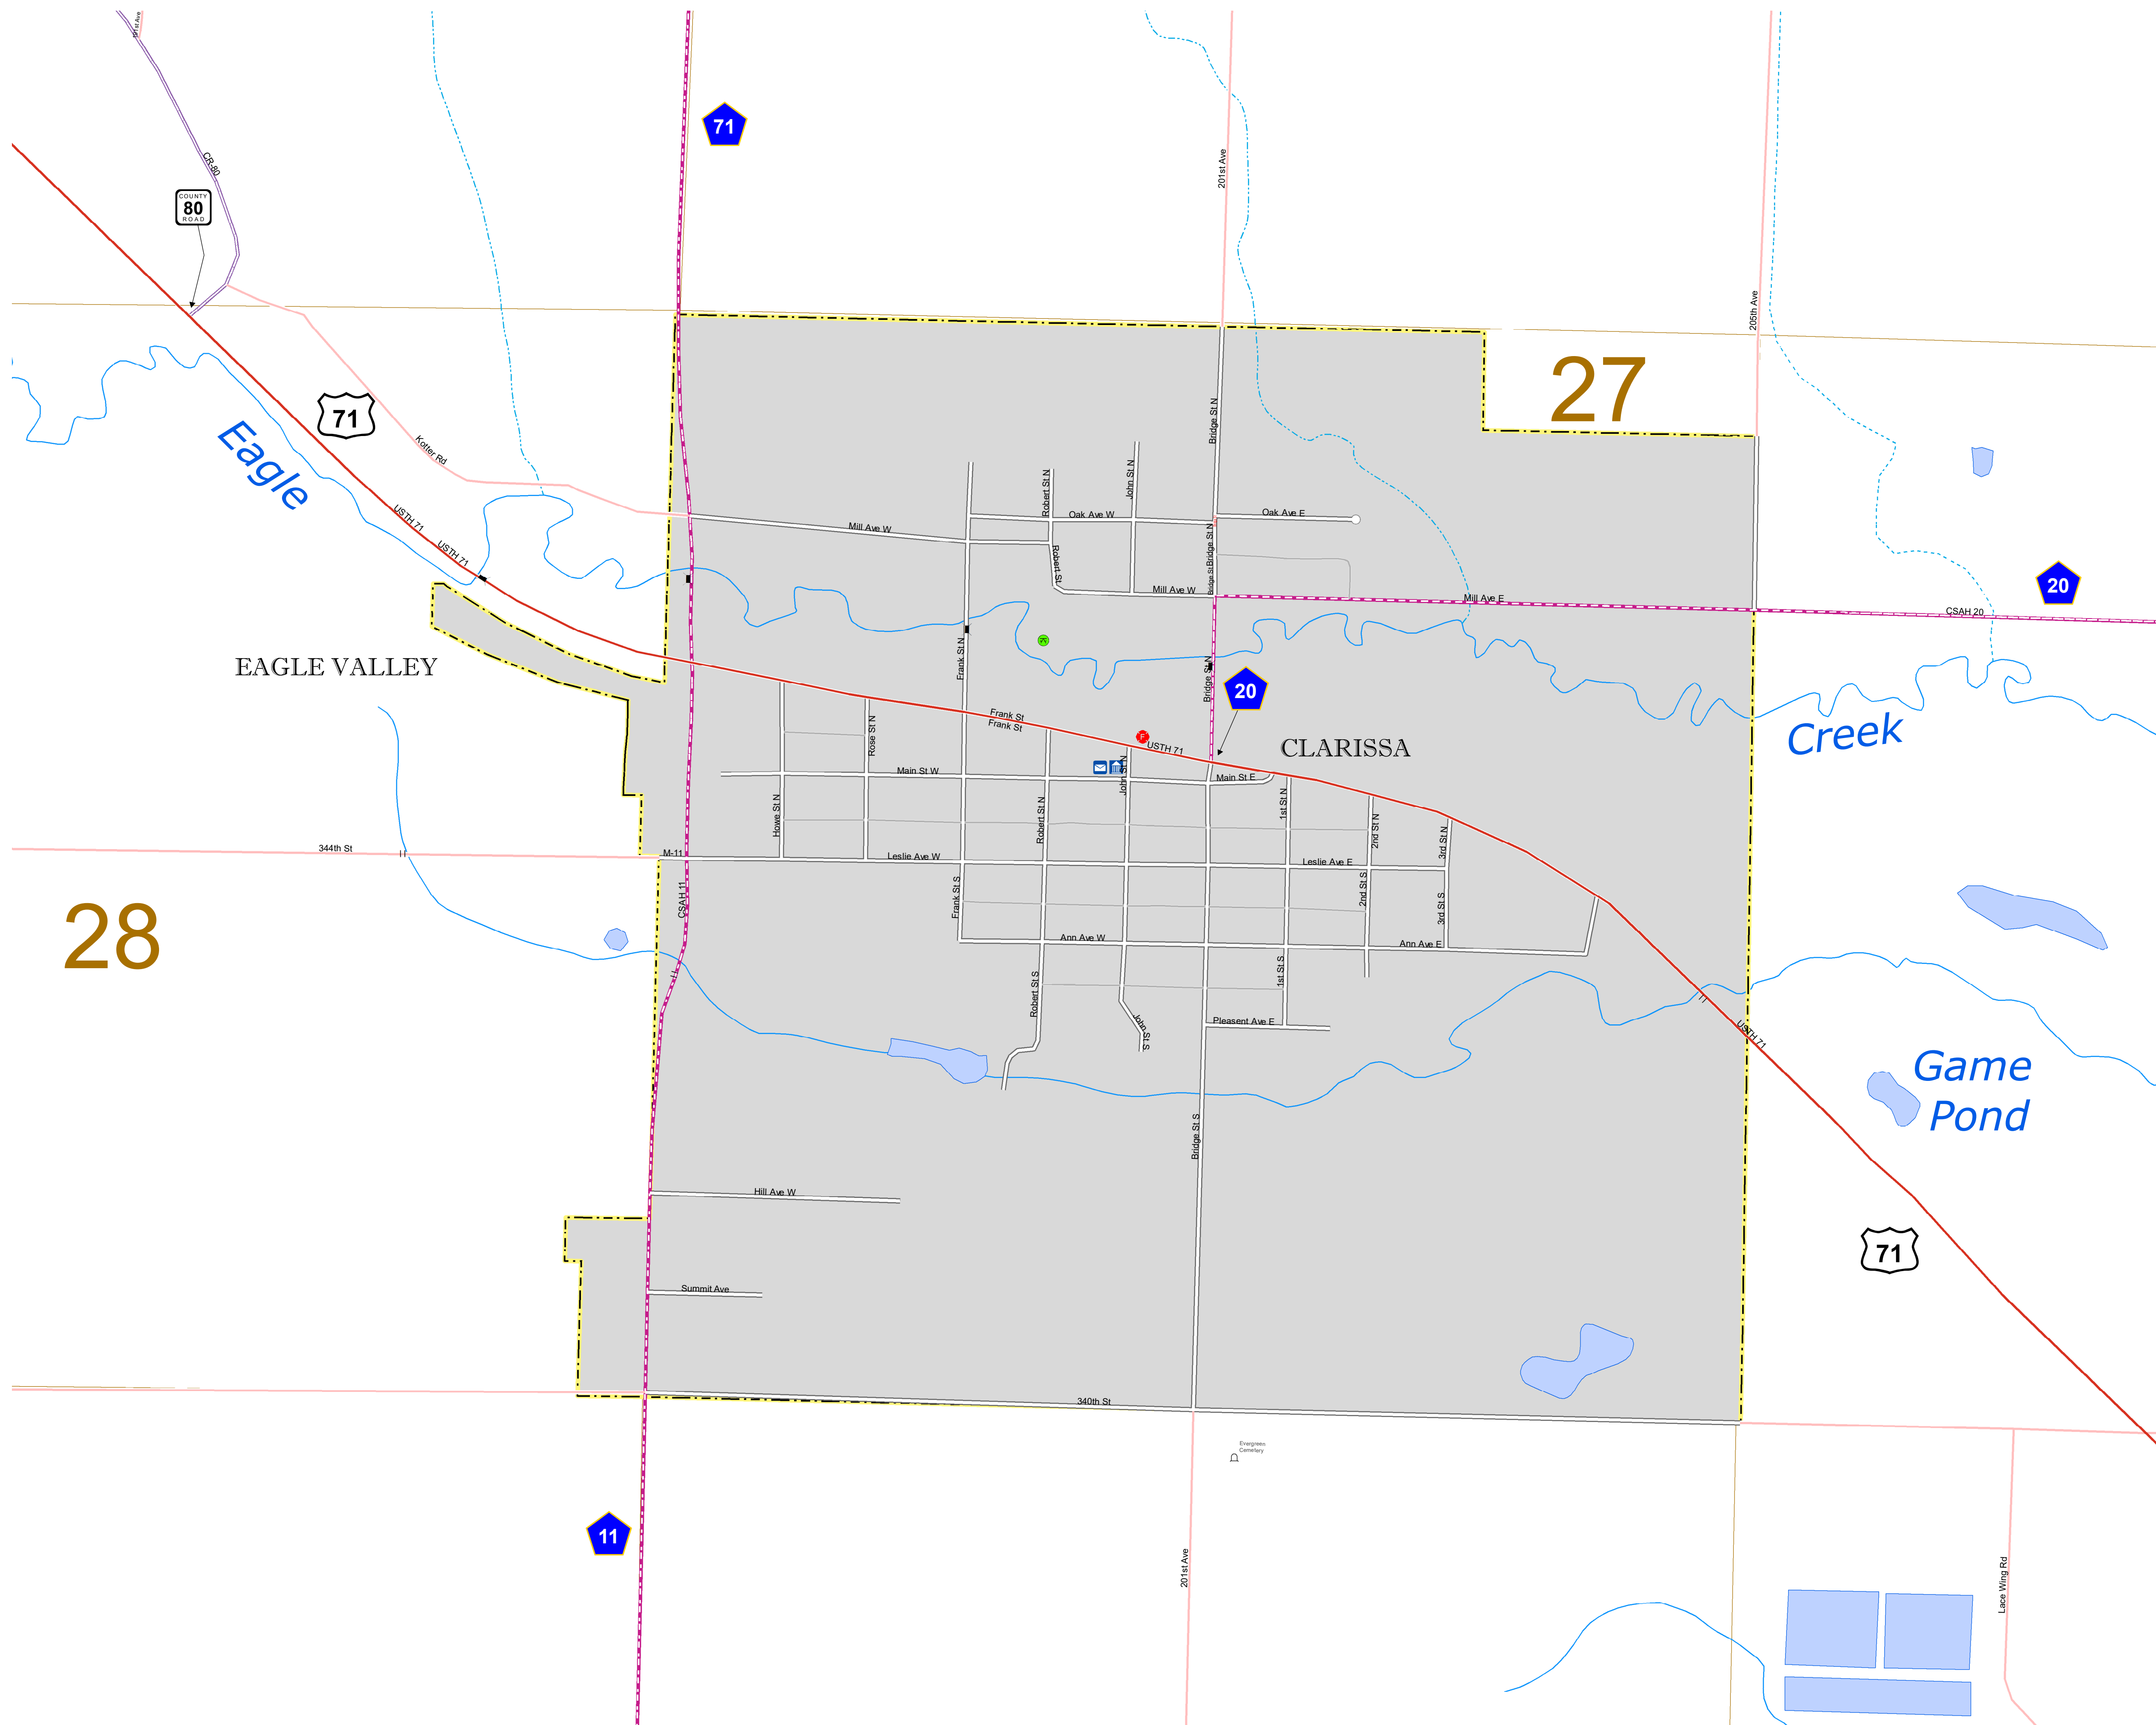 101st Ave
71
CR-80
COUNTY
80
ROAD
201st Ave
205th Ave
27
71
Eagle
Kotter Rd
USTH 71
USTH 71
Bridge St N
John St N
Robert St N
Oak Ave W
Oak Ave E
Mill Ave W
Bridge St N
Robert St
Bridge St
Mill Ave W
Mill Ave E
20
CSAH 20
EAGLE VALLEY
Frank St N
Bridge St N
20
Frank St
Frank St
Rose St N
F
USTH 71
CLARISSA
Creek
Main St W
John St N
Main St E
Howe St N
Robert St N
1st St N
2nd St N
3rd St N
344th St
M-11
Leslie Ave W
Leslie Ave E
CSAH 11
Frank St S
2nd St S
3rd St S
28
Ann Ave W
Ann Ave E
Robert St S
1st St S
John St S
Pleasent Ave E
USTH 71
Game
Pond
Bridge St S
Hill Ave W
71
Summit Ave
340th St
Evergreen
Cemetery
11
201st Ave
Lace Wing Rd